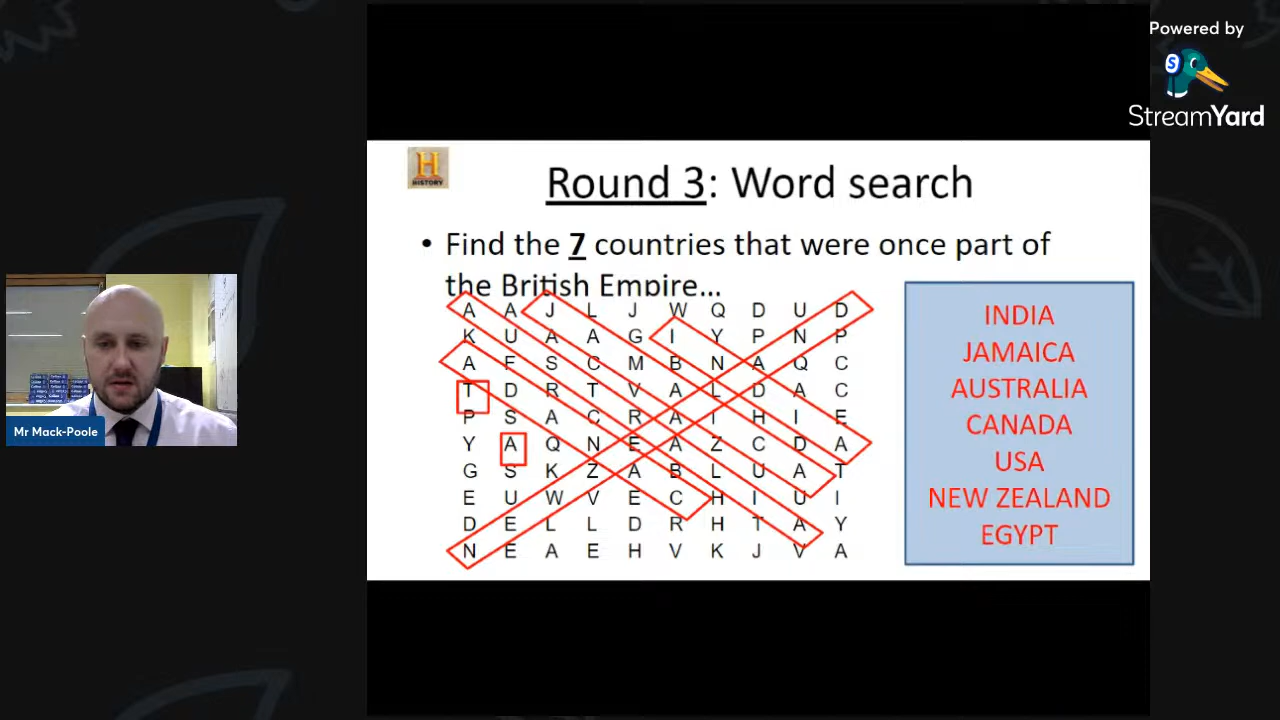 Powered by
S
StreamYard
H
HISTORY
Round 3: Word search
• Find the 7 countries that were once part of
the British Empire...
A A J L J W Q D U D
K U A A G I Y P N P
A F S C M B N A Q C
T D R T V A L D A C
P S A C R A I H I E
Y A Q N E A Z C D A
G S K Z A B L U A T
E U W V E C H I U I
D E L L D R H T A Y
N E A E H V K J V A
INDIA
JAMAICA
AUSTRALIA
CANADA
USA
NEW ZEALAND
EGYPT
Mr Mack-Poole